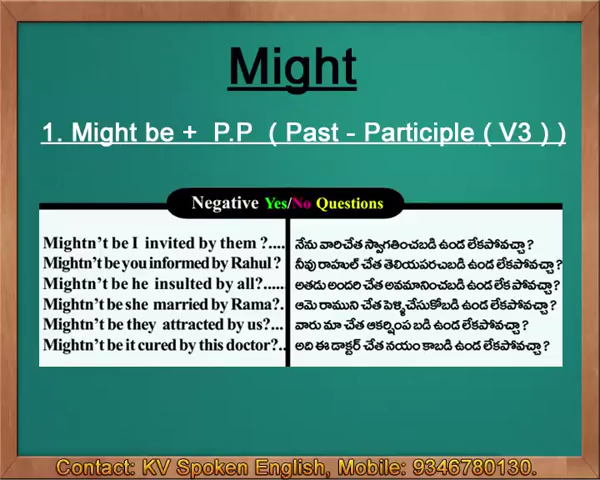 Might
1. Might be + P.P ( Past - Participle ( V3 ) )
Negative Yes/No Questions
Mightn't be I invited by them ?.... నేను వారిచేత స్వాగతించబడి ఉండ లేకపోవచ్చా?
Mightn't be you informed by Rahul ? నీవు రాహుల్ చేత తెలియపరచబడి ఉండ లేకపోవచ్చా?
Mightn't be he insulted by all?...... అతడు అందరి చేత అవమానించబడి ఉండ లేక పోవచ్చా?
Mightn't be she married by Rama?. ఆమె రాముని చేత పెళ్ళిచేసుకోబడి ఉండ లేకపోవచ్చా?
Mightn't be they attracted by us?... వారు మా చేత ఆకర్షింప బడి ఉండ లేకపోవచ్చా?
Mightn't be it cured by this doctor?.. అది ఈ డాక్టర్ చేత నయం కాబడి ఉండ లేకపోవచ్చా?
Contact: KV Spoken English, Mobile: 9346780130.